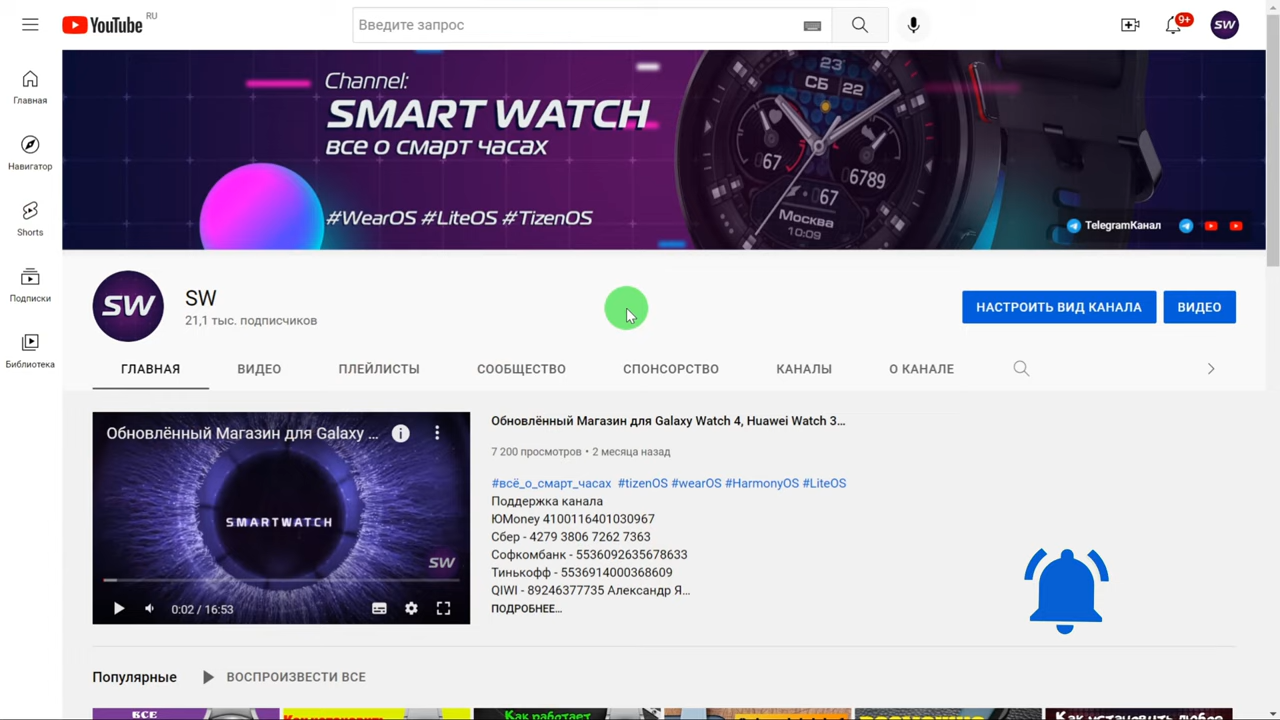 YouTube RU
Введите запрос
9+
SW
Главная
Навигатор
Shorts
Подписки
Библиотека
Channel:
SMART WATCH
все о смарт часах
#WearOS #LiteOS #TizenOS
СБ 22
67
6789
67
Москва
10:09
TelegramКанал
SW
SW
21,1 тыс. подписчиков
НАСТРОИТЬ ВИД КАНАЛА
ВИДЕО
ГЛАВНАЯ
ВИДЕО
ПЛЕЙЛИСТЫ
СООБЩЕСТВО
СПОНСОРСТВО
КАНАЛЫ
О КАНАЛЕ
Обновлённый Магазин для Galaxy ...
SMARTWATCH
SW
0:02 / 16:53
Обновлённый Магазин для Galaxy Watch 4, Huawei Watch 3...
7 200 просмотров • 2 месяца назад
#всё_о_смарт_часах #tizenOS #wearOS #HarmonyOS #LiteOS
Поддержка канала
ЮMoney 4100116401030967
Сбер - 4279 3806 7262 7363
Софкомбанк - 5536092635678633
Тинькофф - 5536914000368609
QIWI - 89246377735 Александр Я...
ПОДРОБНЕЕ...
Популярные
ВОСПРОИЗВЕСТИ ВСЕ
ВСЕ
Как работает